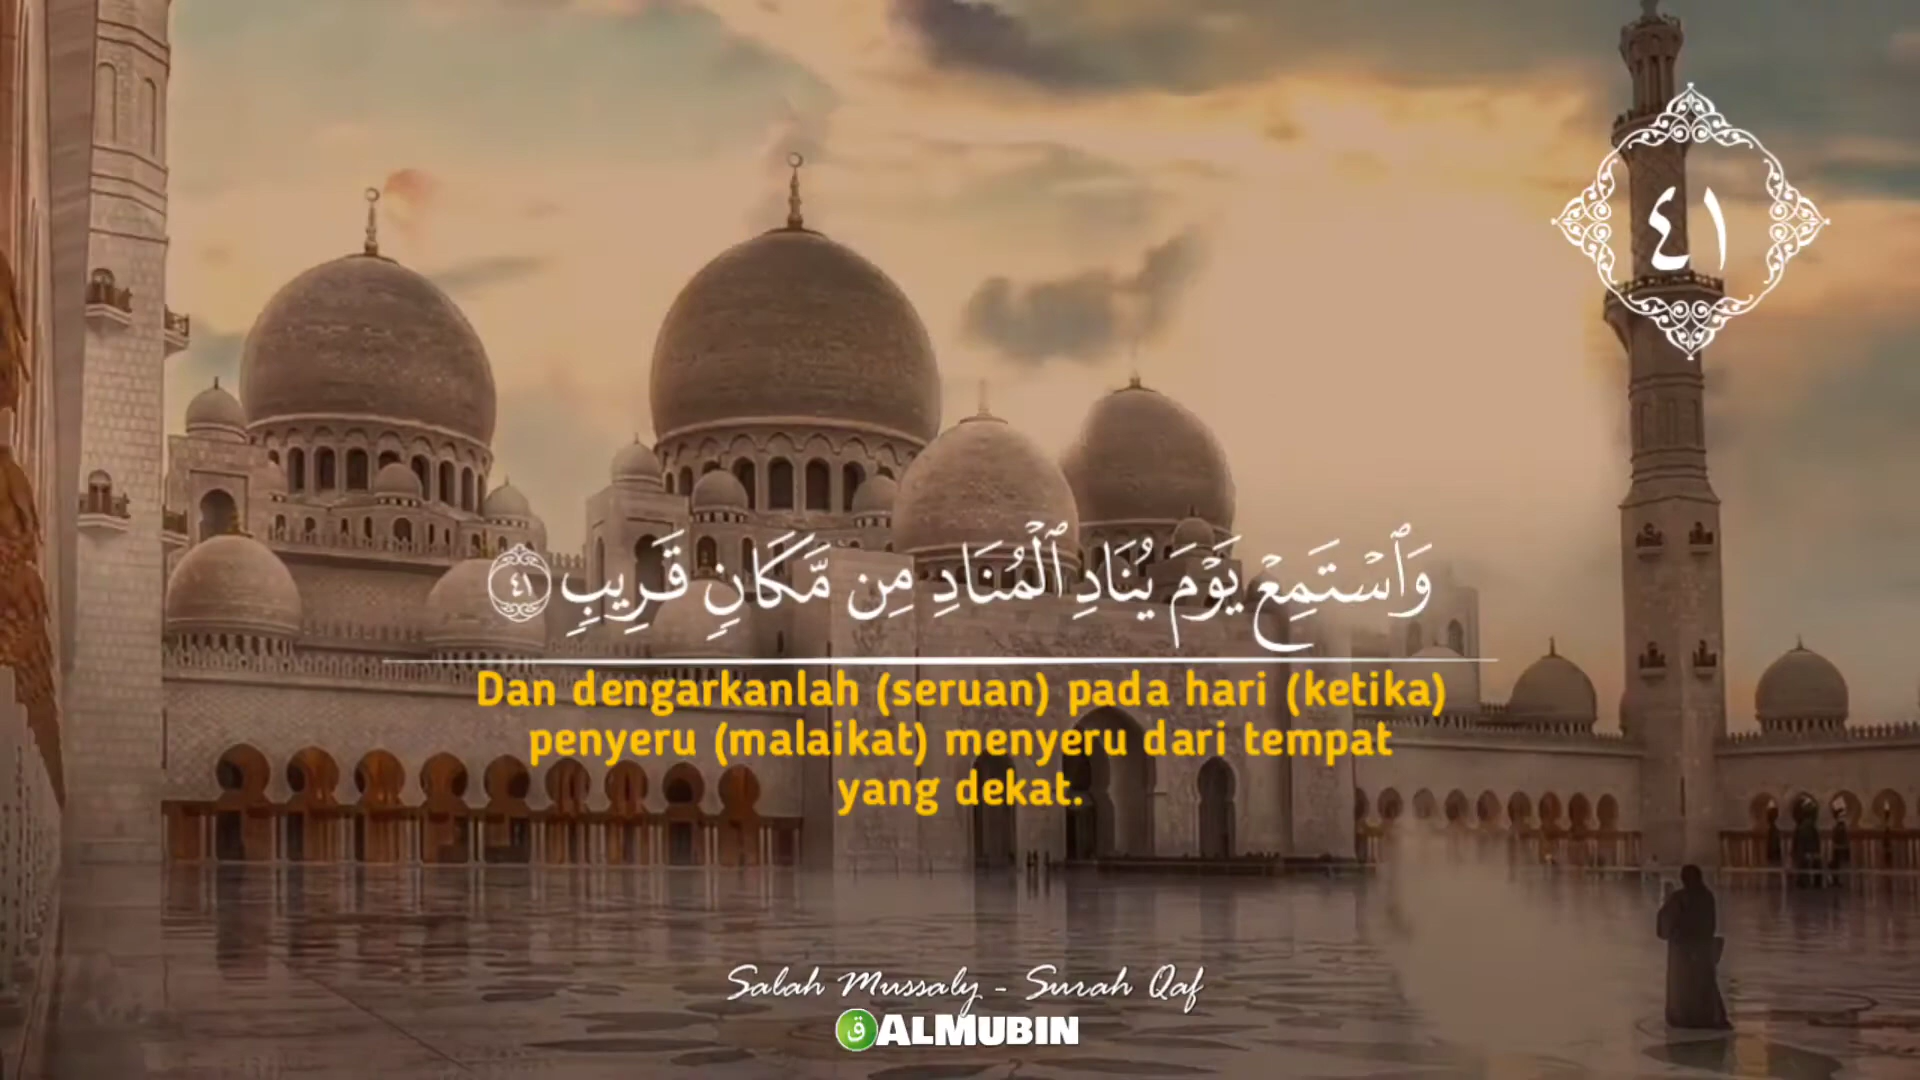 ٤١
وَٱسۡتَمِعۡ يَوۡمَ يُنَادِ ٱلۡمُنَادِ مِن مَّكَانٖ قَرِيبٖ ٤١
Dan dengarkanlah (seruan) pada hari (ketika)
penyeru (malaikat) menyeru dari tempat
yang dekat.
Salah Mussaly - Surah Qaf
ق ALMUBIN